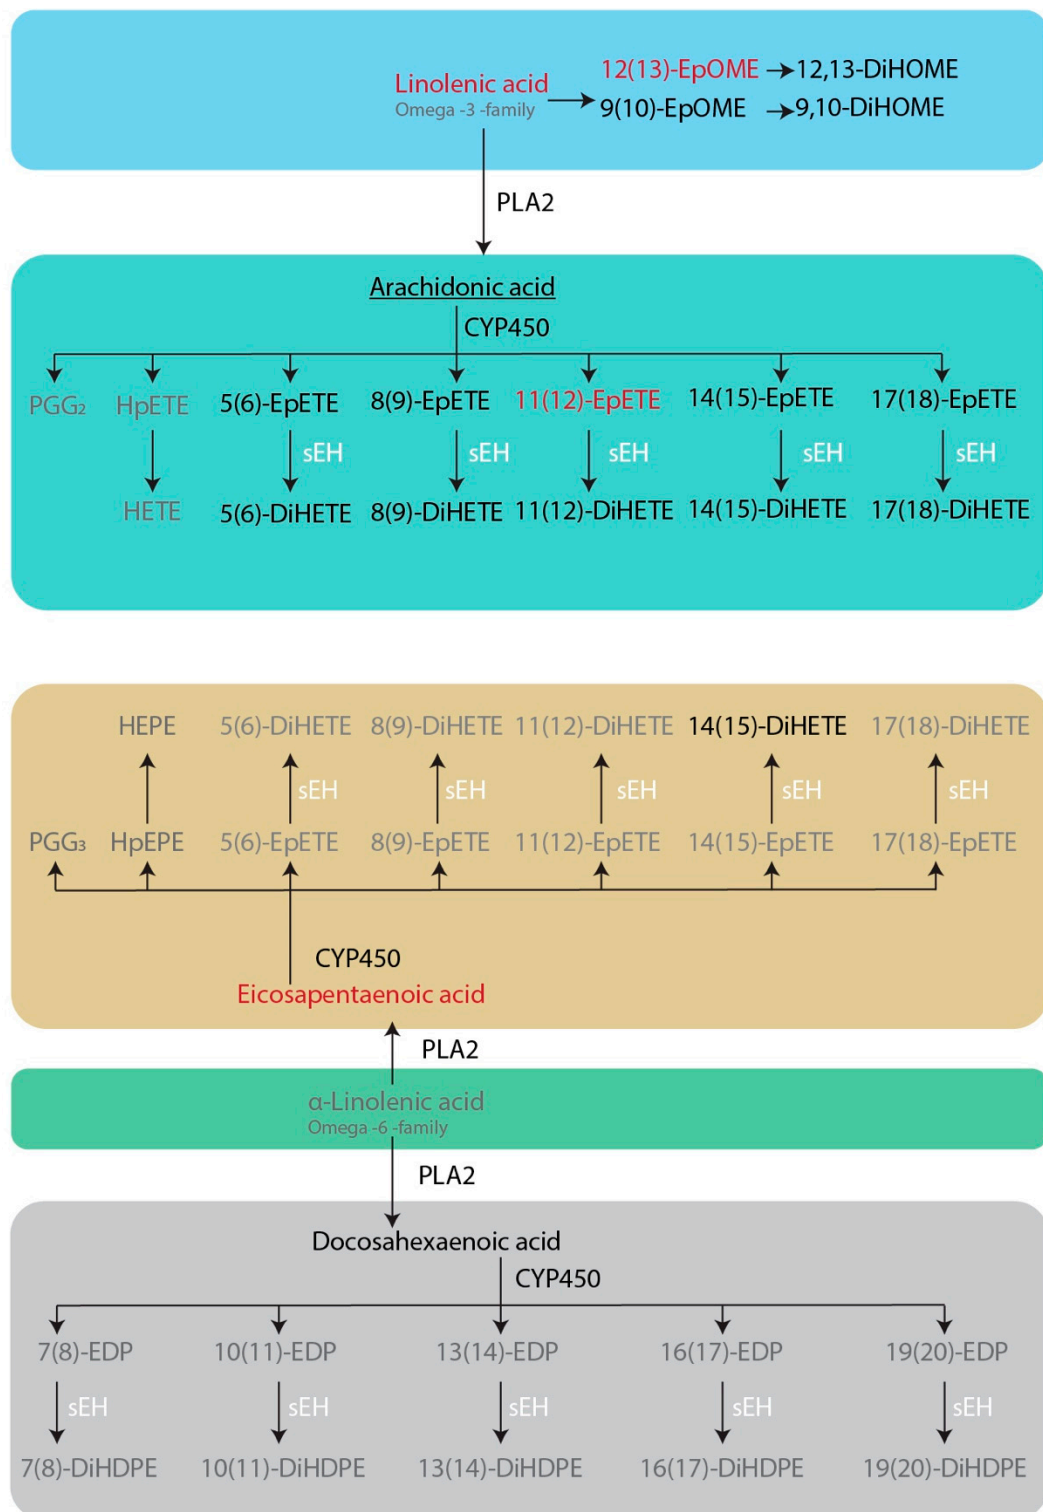 12(13)-EpOME 12,13-DiHOME
Linolenic acid
Omega -3 -family
9(10)-EpOME 9,10-DiHOME
PLA2
Arachidonic acid
CYP450
PGG₂ HpETE 5(6)-EpETE 8(9)-EpETE 11(12)-EpETE 14(15)-EpETE 17(18)-EpETE
sEH sEH sEH sEH sEH
HETE 5(6)-DiHETE 8(9)-DiHETE 11(12)-DiHETE 14(15)-DiHETE 17(18)-DiHETE
HEPE 5(6)-DiHETE 8(9)-DiHETE 11(12)-DiHETE 14(15)-DiHETE 17(18)-DiHETE
sEH sEH sEH sEH sEH
PGG₃ HpEPE 5(6)-EpETE 8(9)-EpETE 11(12)-EpETE 14(15)-EpETE 17(18)-EpETE
CYP450
Eicosapentaenoic acid
PLA2
α-Linolenic acid
Omega -6 -family
PLA2
Docosahexaenoic acid
CYP450
7(8)-EDP 10(11)-EDP 13(14)-EDP 16(17)-EDP 19(20)-EDP
sEH sEH sEH sEH sEH
7(8)-DiHDPE 10(11)-DiHDPE 13(14)-DiHDPE 16(17)-DiHDPE 19(20)-DiHDPE